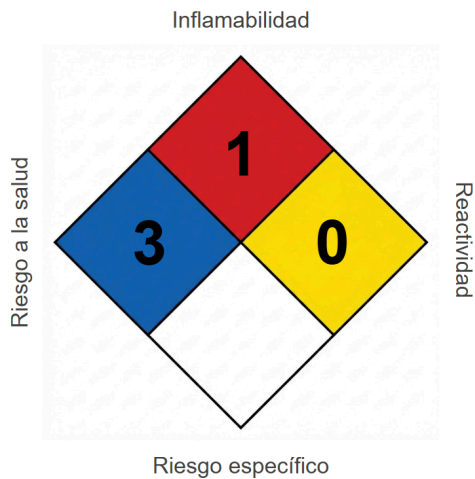 Inflamabilidad
1
Riesgo a la salud
3
0
Reactividad
Riesgo específico